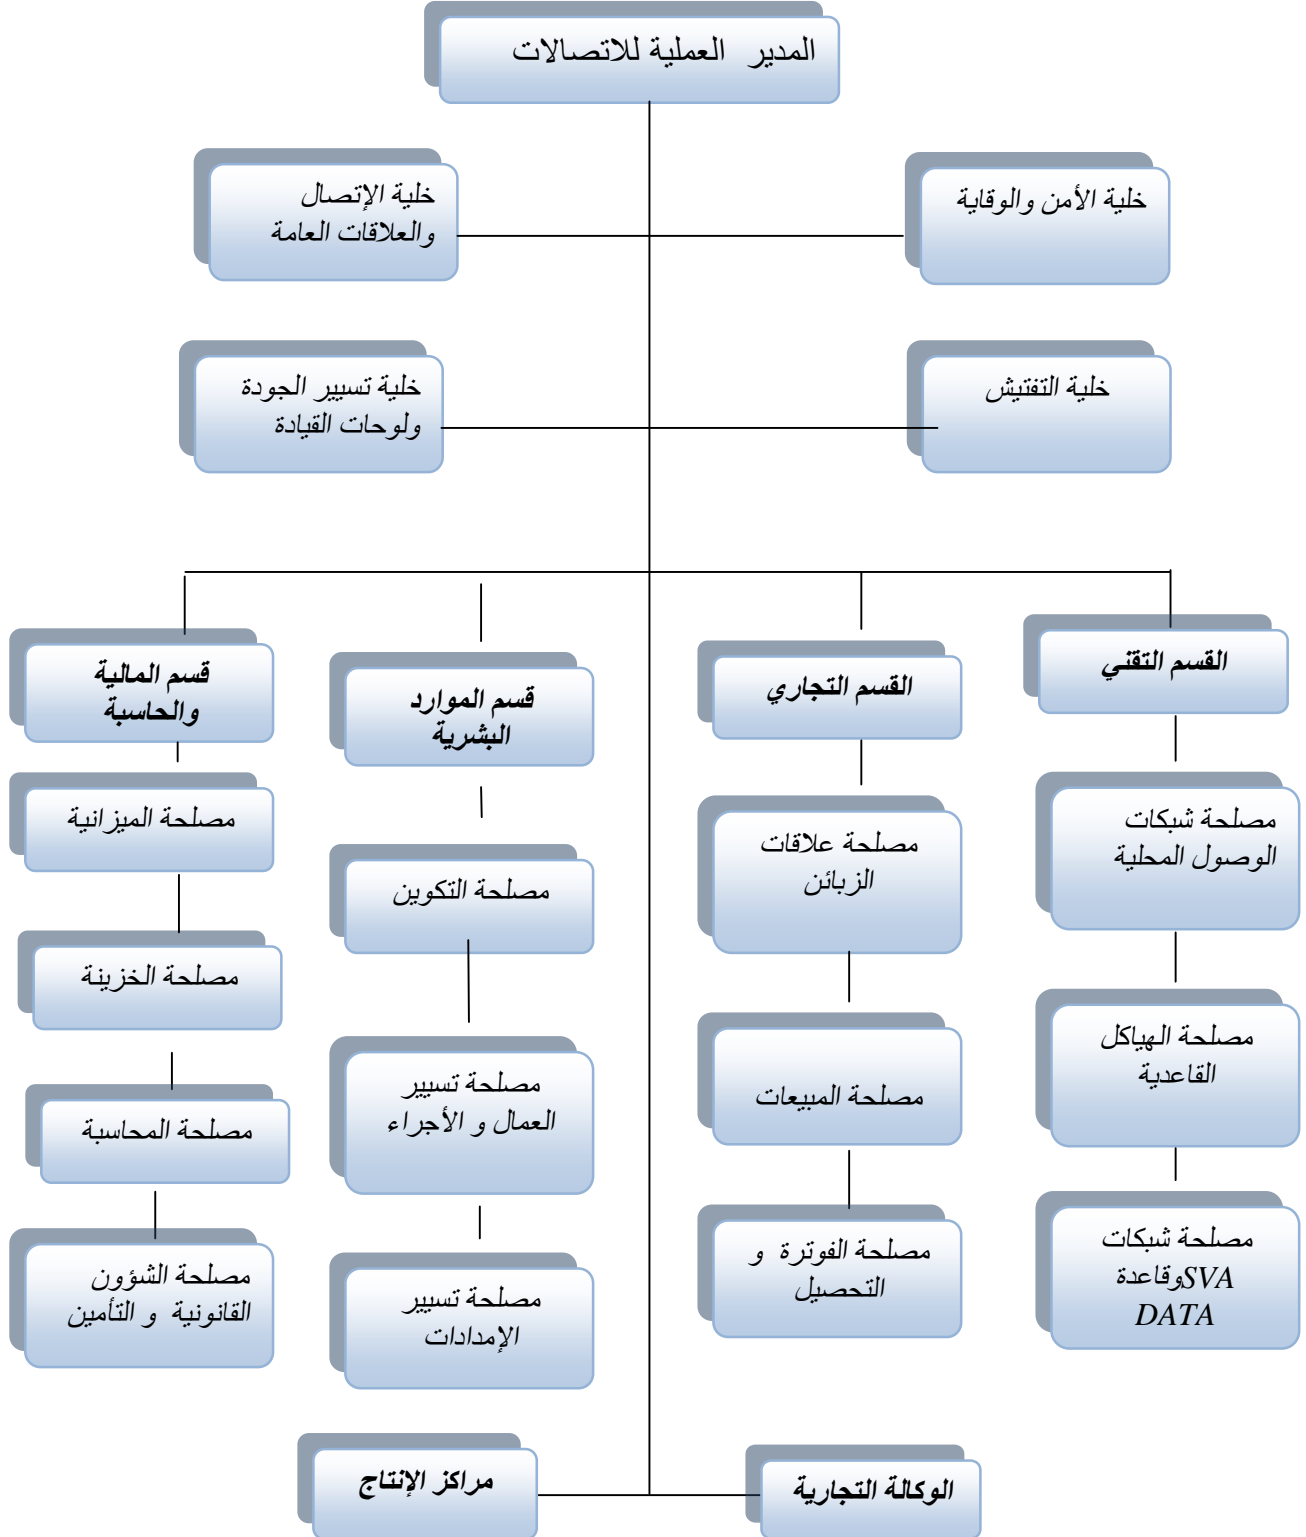 المدير العملية للاتصالات
خلية الأمن والوقاية
خلية الإتصال
والعلاقات العامة
خلية التفتيش
خلية تسيير الجودة
ولوحات القيادة
القسم التقني
القسم التجاري
قسم الموارد
البشرية
قسم المالية
والحاسبة
مصلحة شبكات
الوصول المحلية
مصلحة علاقات
الزبائن
مصلحة التكوين
مصلحة الميزانية
مصلحة الهياكل
القاعدية
مصلحة المبيعات
مصلحة تسيير
العمال و الأجراء
مصلحة الخزينة
مصلحة المحاسبة
مصلحة شبكات
SVAوقاعدة
DATA
مصلحة الفوترة و
التحصيل
مصلحة تسيير
الإمدادات
مصلحة الشؤون
القانونية و التأمين
الوكالة التجارية
مراكز الإنتاج